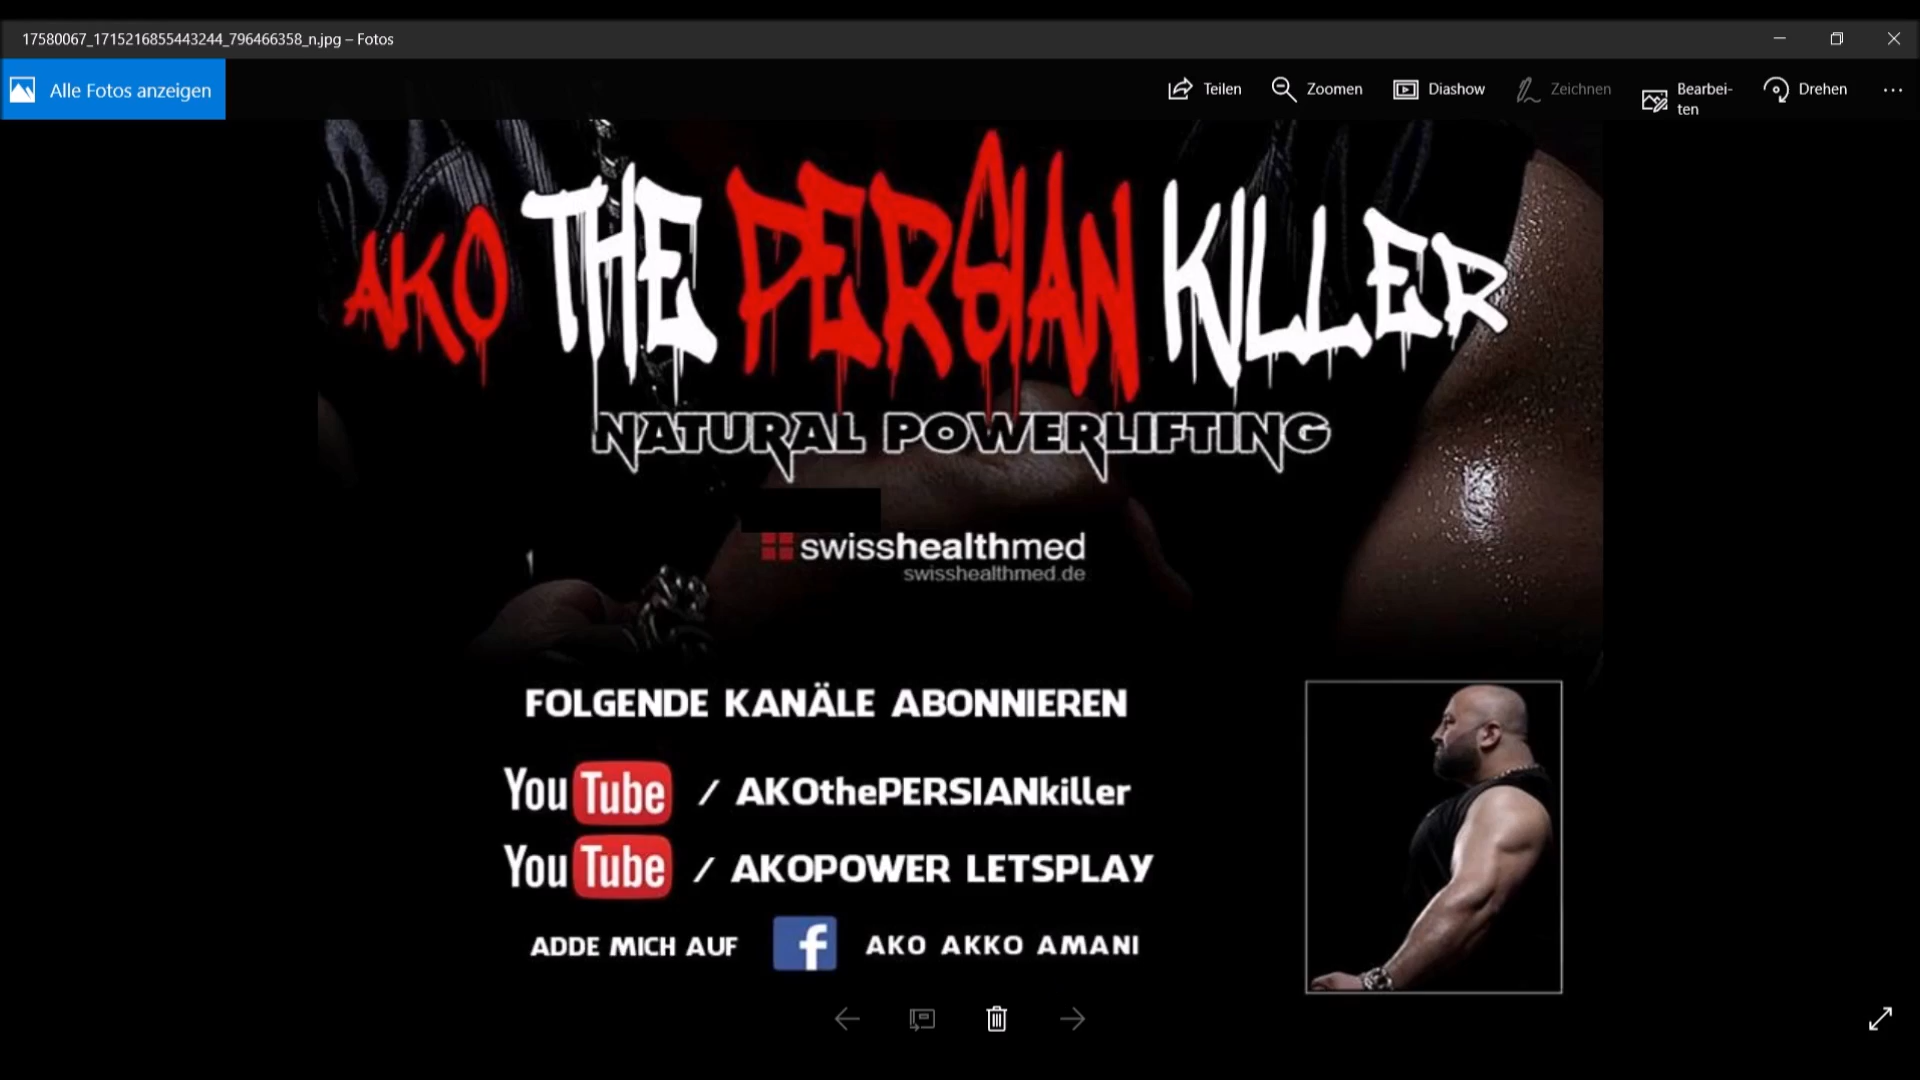 17580067_1715216855443244_796466358_n.jpg – Fotos
Alle Fotos anzeigen
Teilen
Zoomen
Diashow
Zeichnen
Bearbei-
ten
Drehen
AKO THE PERSIAN KILLER
NATURAL POWERLIFTING
swisshealthmed
swisshealthmed.de
FOLGENDE KANÄLE ABONNIEREN
YouTube / AKOthePERSIANkiller
YouTube / AKOPOWER LETSPLAY
ADDE MICH AUF f AKO AKKO AMANI